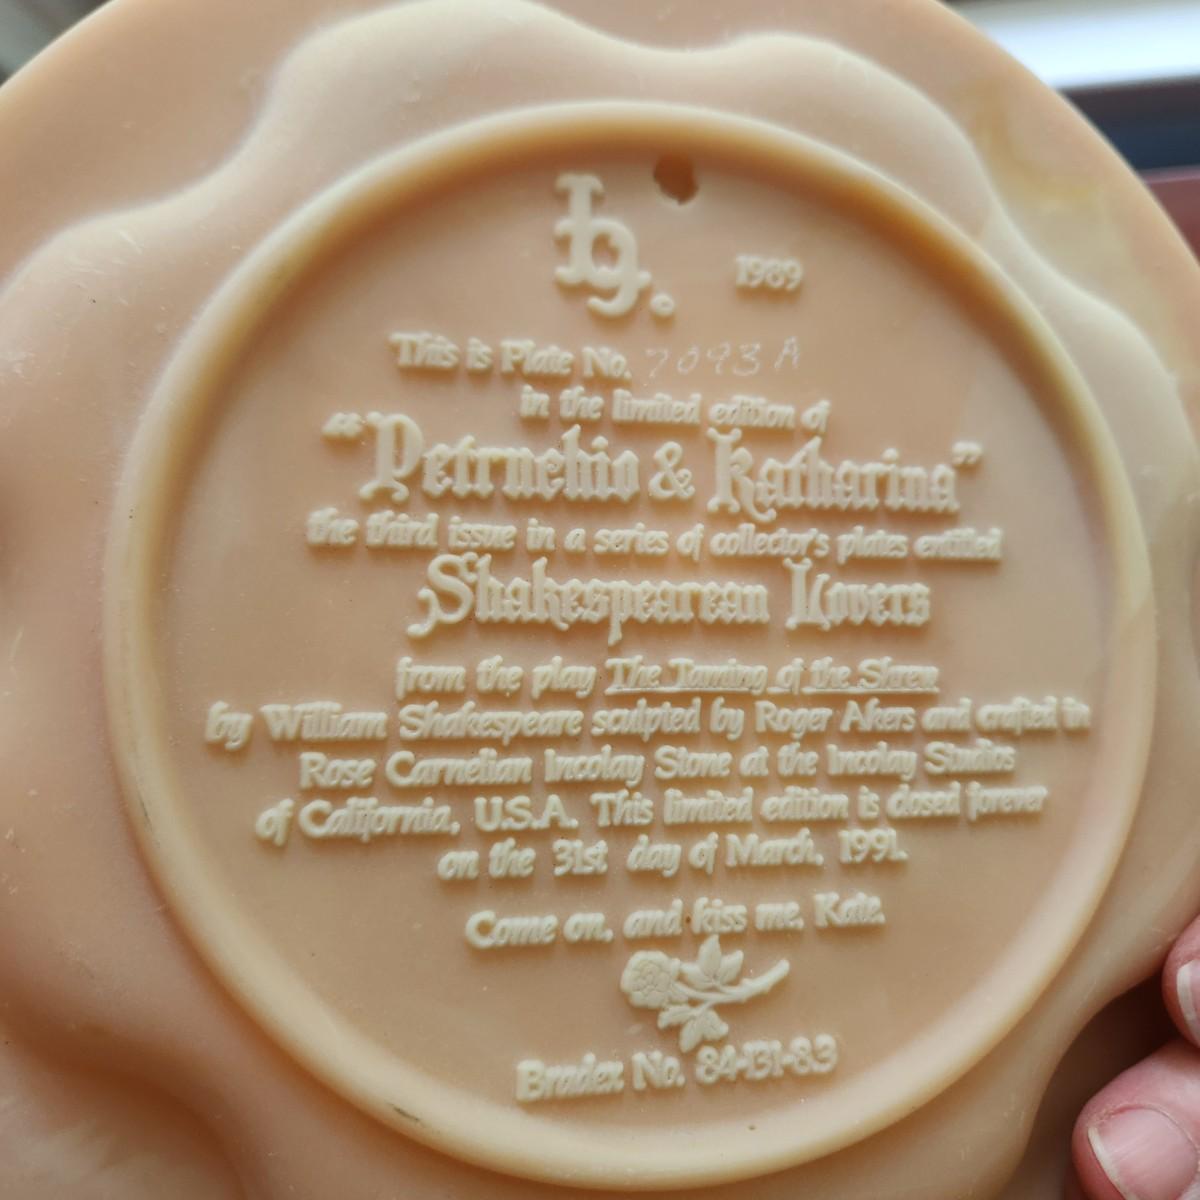 1989
This is Plate No. 7093A
in the limited edition of
“Petruchio & Katharina”
the third issue in a series of collector's plates entitled
Shakespearean Lovers
from the play The Taming of the Shrew
by William Shakespeare sculpted by Roger Akers and crafted in
Rose Carnelian Incolay Stone at the Incolay Studios
of California, U.S.A. This limited edition is closed forever
on the 31st day of March, 1991.
Come on, and kiss me, Kate.
Bradex No. 84-I31-8.3